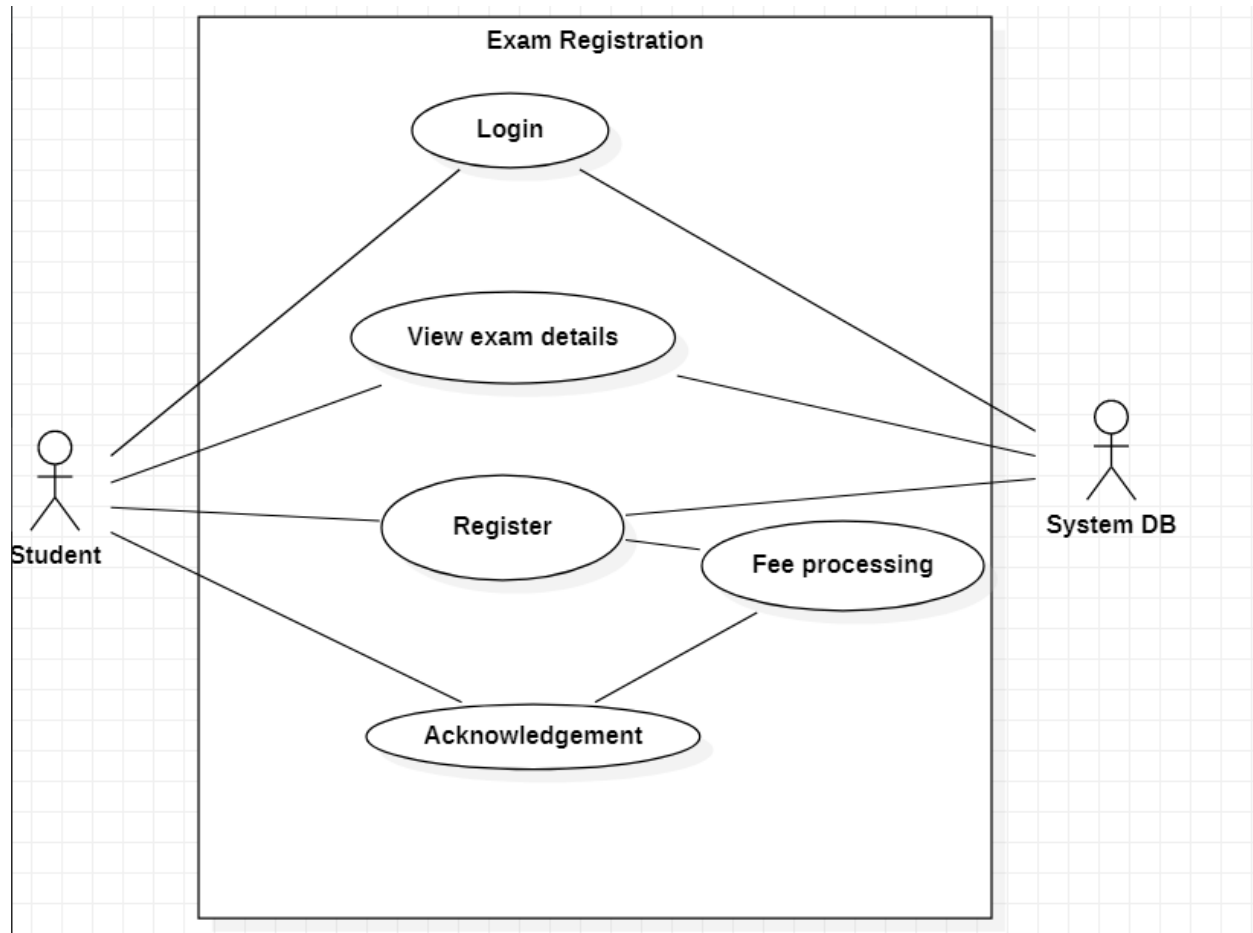 Exam Registration
Login
View exam details
Register
Fee processing
Student
System DB
Acknowledgement